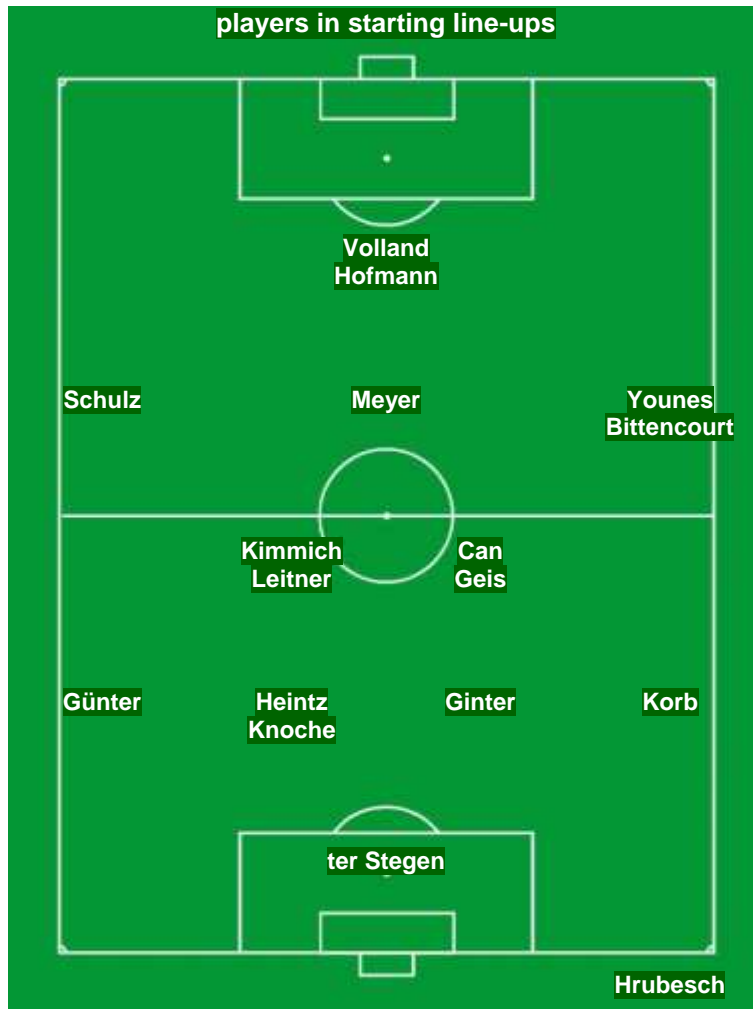 players in starting line-ups
Volland
Hofmann
Schulz Meyer Younes
Bittencourt
Kimmich Can
Leitner Geis
Günter Heintz Ginter Korb
Knoche
ter Stegen
Hrubesch